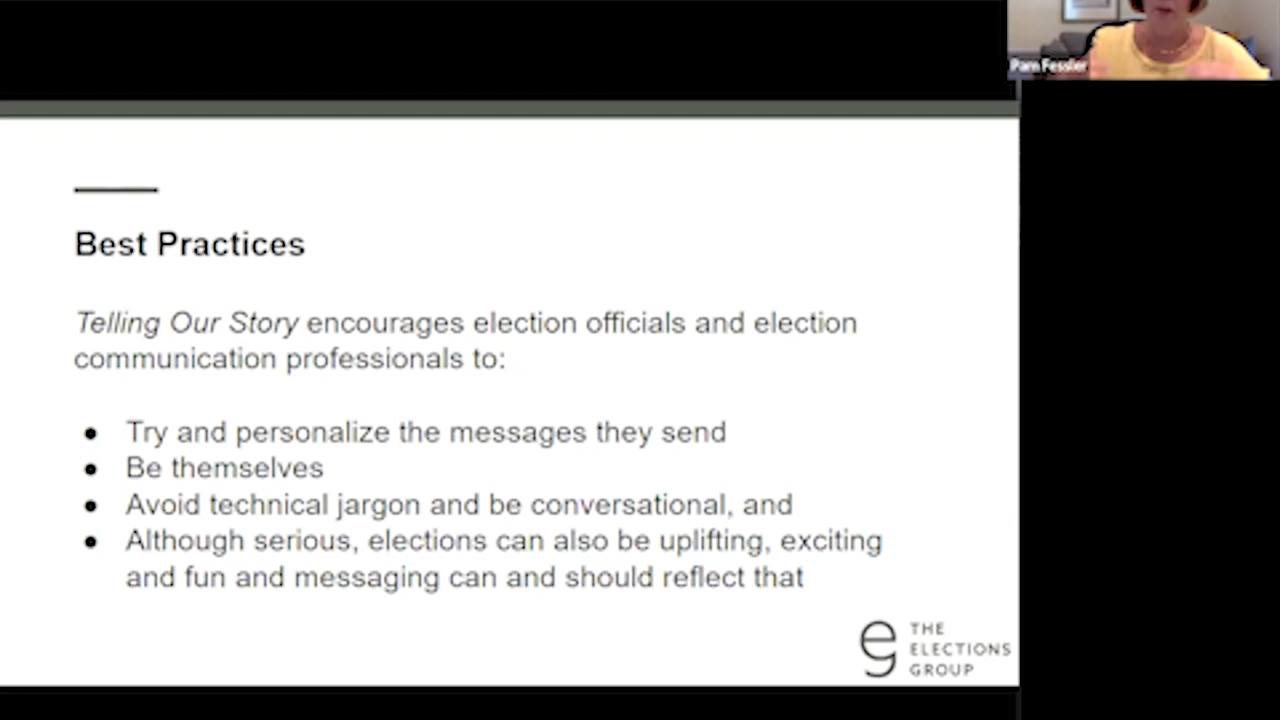 Pam Fessler
Best Practices
Telling Our Story encourages election officials and election
communication professionals to:
● Try and personalize the messages they send
● Be themselves
● Avoid technical jargon and be conversational, and
● Although serious, elections can also be uplifting, exciting
and fun and messaging can and should reflect that
eg
THE
ELECTIONS
GROUP